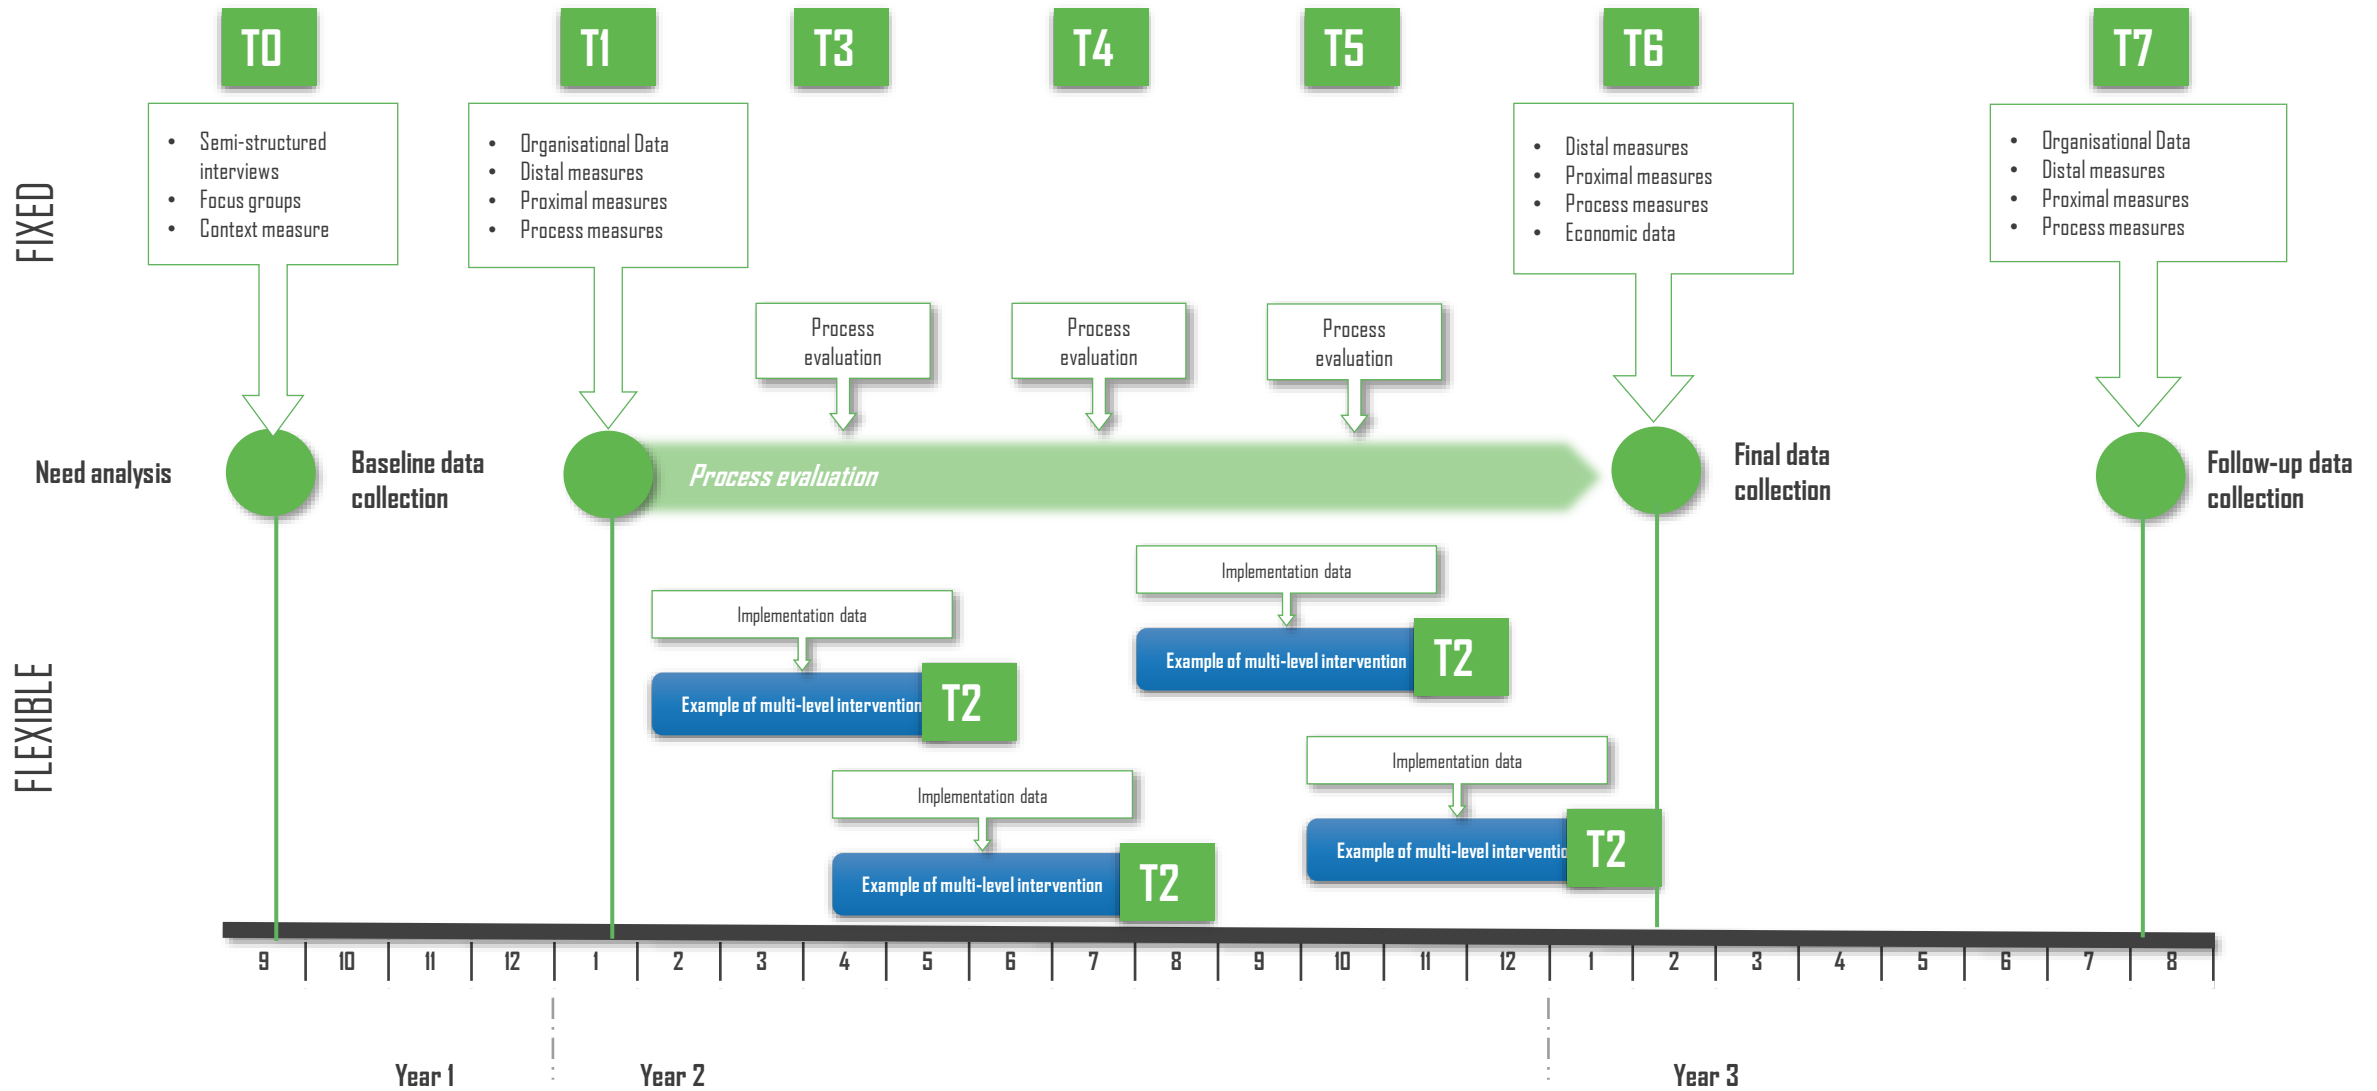 T0
T1
T3
T4
T5
T6
T7
FIXED
• Semi-structured
interviews
• Focus groups
• Context measure
• Organisational Data
• Distal measures
• Proximal measures
• Process measures
• Distal measures
• Proximal measures
• Process measures
• Economic data
• Organisational Data
• Distal measures
• Proximal measures
• Process measures
Process
evaluation
Process
evaluation
Process
evaluation
Need analysis
Baseline data
collection
Process evaluation
Final data
collection
Follow-up data
collection
FLEXIBLE
Implementation data
Example of multi-level intervention
T2
Implementation data
Example of multi-level intervention
T2
Implementation data
Example of multi-level intervention
T2
Implementation data
Example of multi-level interventio
T2
9 10 11 12 1 2 3 4 5 6 7 8 9 10 11 12 1 2 3 4 5 6 7 8
Year 1
Year 2
Year 3